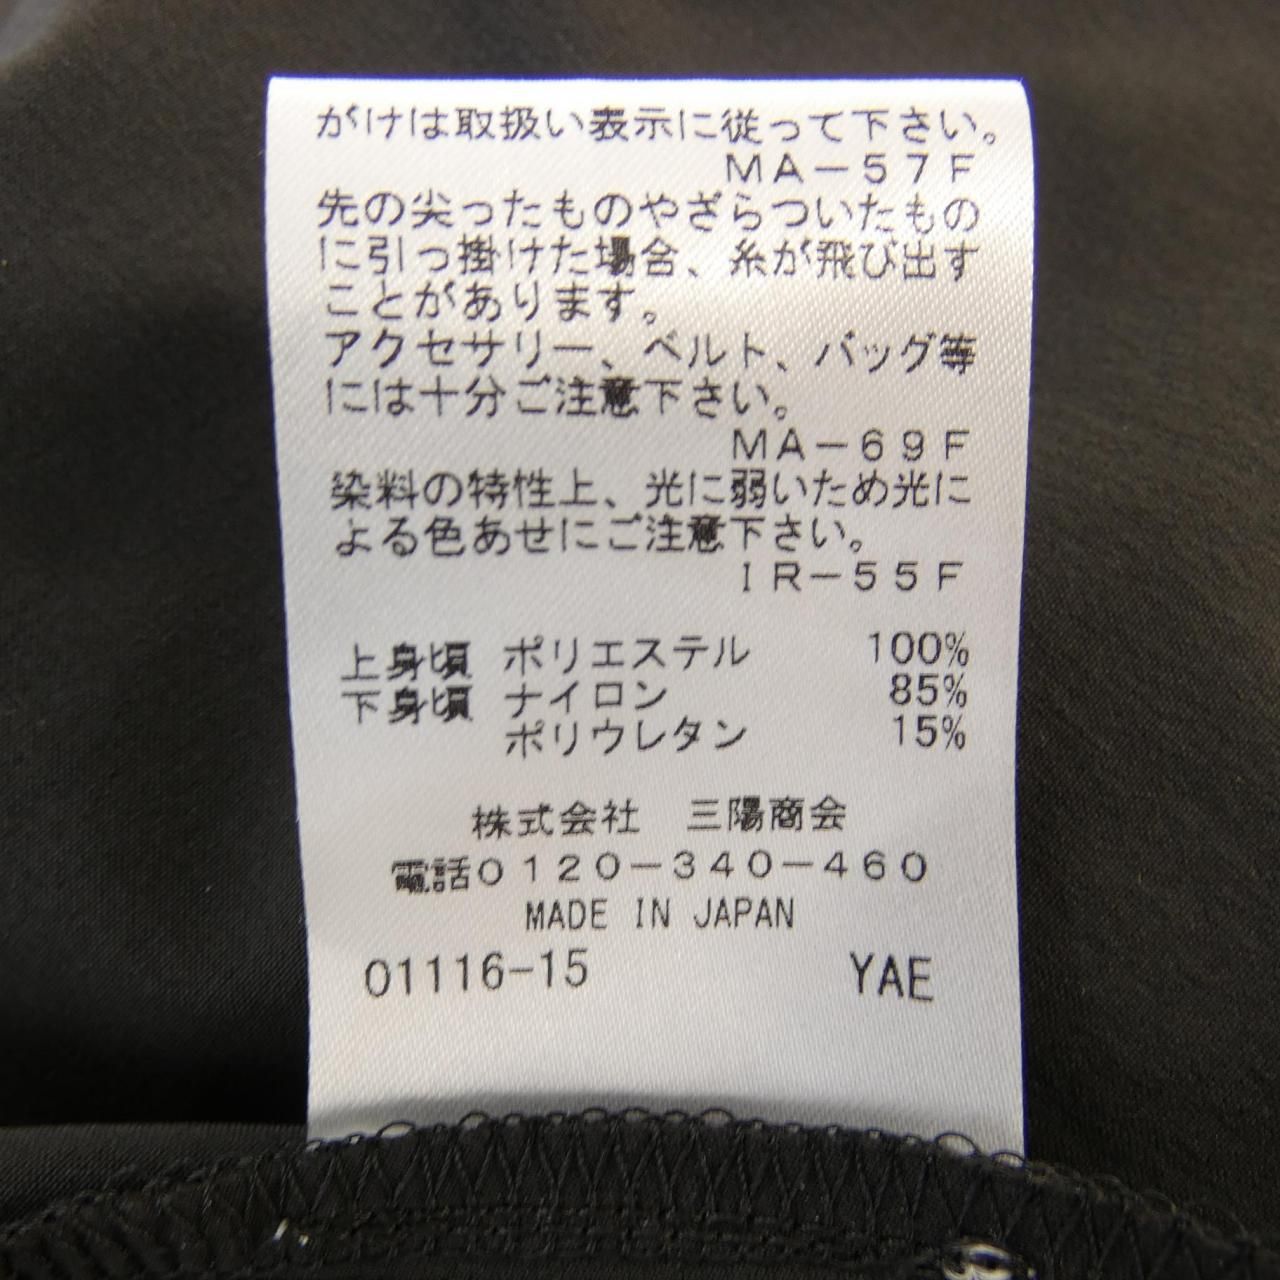 がけは取扱い表示に従って下さい。
MA-57F
先の尖ったものやざらついたもの
に引っ掛けた場合、糸が飛び出す
ことがあります。
アクセサリー、ベルト、バッグ等
には十分ご注意下さい。
MA-69F
染料の特性上、光に弱いため光に
よる色あせにご注意下さい。
IR-55F
上身頃 ポリエステル 100%
下身頃 ナイロン 85%
ポリウレタン 15%
株式会社 三陽商会
電話0120-340-460
MADE IN JAPAN
01116-15 YAE